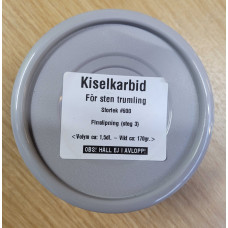 Kiselkarbid
För sten trumling
Storlek #600
Finslipning (steg 3)
< Volym ca: 1,5dl. - Vikt ca: 170gr. >
OBS! HÄLL EJ I AVLOPP!